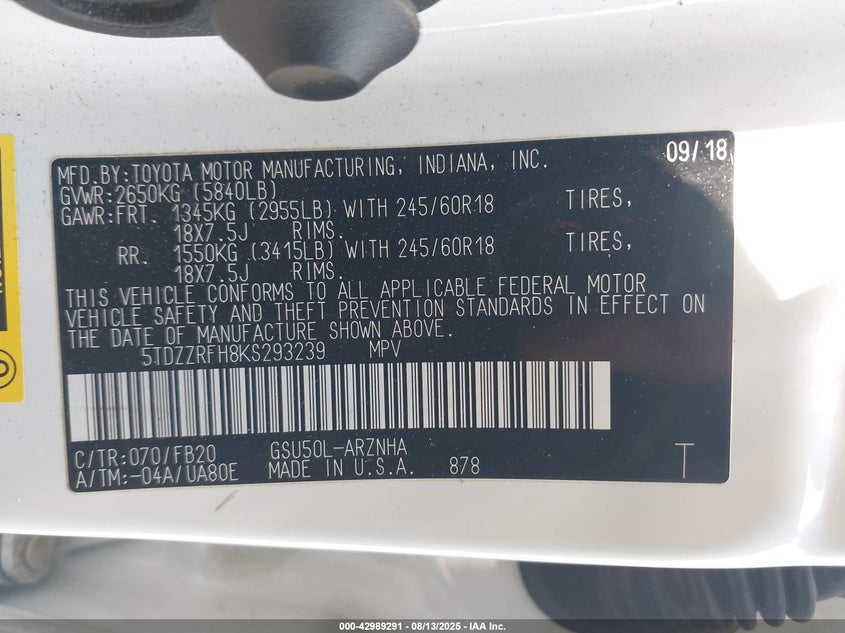 MFD.BY:TOYOTA MOTOR MANUFACTURING, INDIANA, INC. 09/18
GVWR:2650KG (5840LB)
GAWR:FRT. 1345KG (2955LB) WITH 245/60R18 TIRES,
18X7.5J RIMS.
RR. 1550KG (3415LB) WITH 245/60R18 TIRES,
18X7.5J RIMS.
THIS VEHICLE CONFORMS TO ALL APPLICABLE FEDERAL MOTOR
VEHICLE SAFETY AND THEFT PREVENTION STANDARDS IN EFFECT ON
THE DATE OF MANUFACTURE SHOWN ABOVE.
5TDZZRFH8KS293239 MPV
C/TR:070/FB20 GSU50L-ARZNHA
A/TM:-04A/UA80E MADE IN U.S.A. 878 T
000-42989291 - 08/13/2025 - IAA Inc.